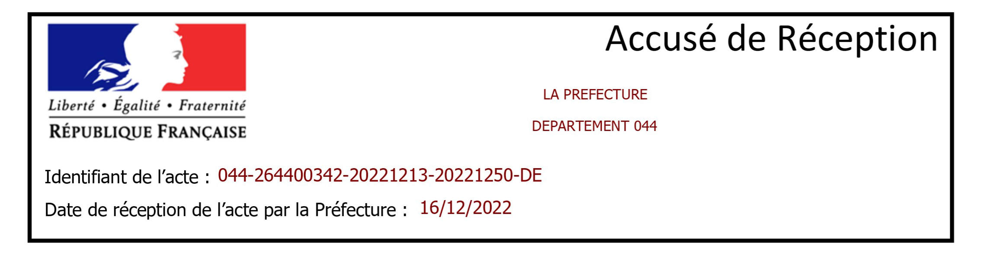 Accusé de Réception
Liberté • Égalité • Fraternité
RÉPUBLIQUE FRANÇAISE
LA PREFECTURE
DEPARTEMENT 044
Identifiant de l’acte : 044-264400342-20221213-20221250-DE
Date de réception de l’acte par la Préfecture : 16/12/2022